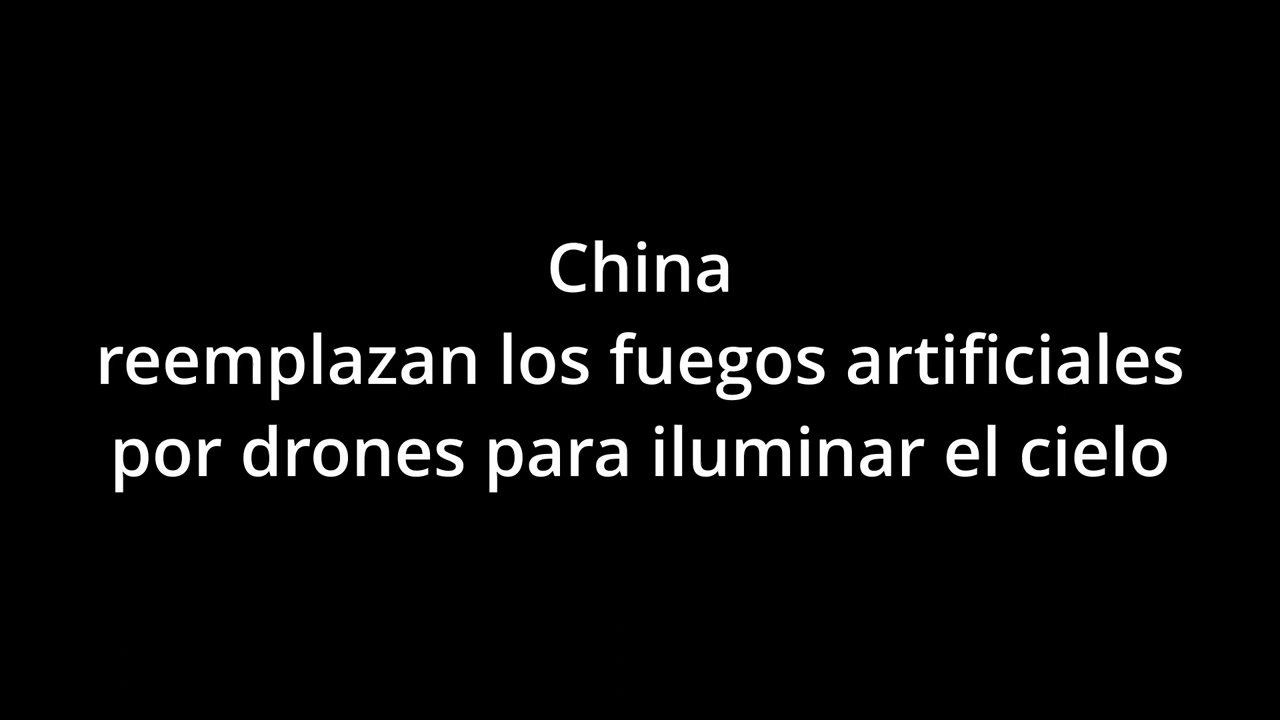 China
reemplazan los fuegos artificiales
por drones para iluminar el cielo